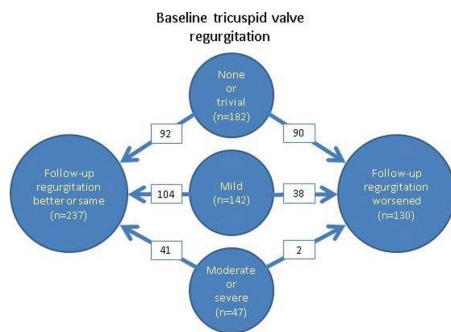 Baseline tricuspid valve
regurgitation
None
or
trivial
(n=182)
92
90
Follow-up
regurgitation
better or same
(n=237)
104
Mild
(n=142)
38
Follow-up
regurgitation
worsened
(n=130)
41
2
Moderate
or
severe
(n=47)